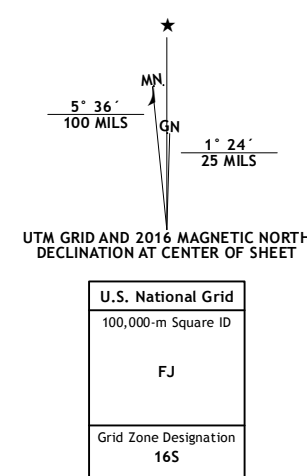 MN.
5° 36´
100 MILS
GN
1° 24´
25 MILS
UTM GRID AND 2016 MAGNETIC NORTH
DECLINATION AT CENTER OF SHEET
U.S. National Grid
100,000-m Square ID
FJ
Grid Zone Designation
16S